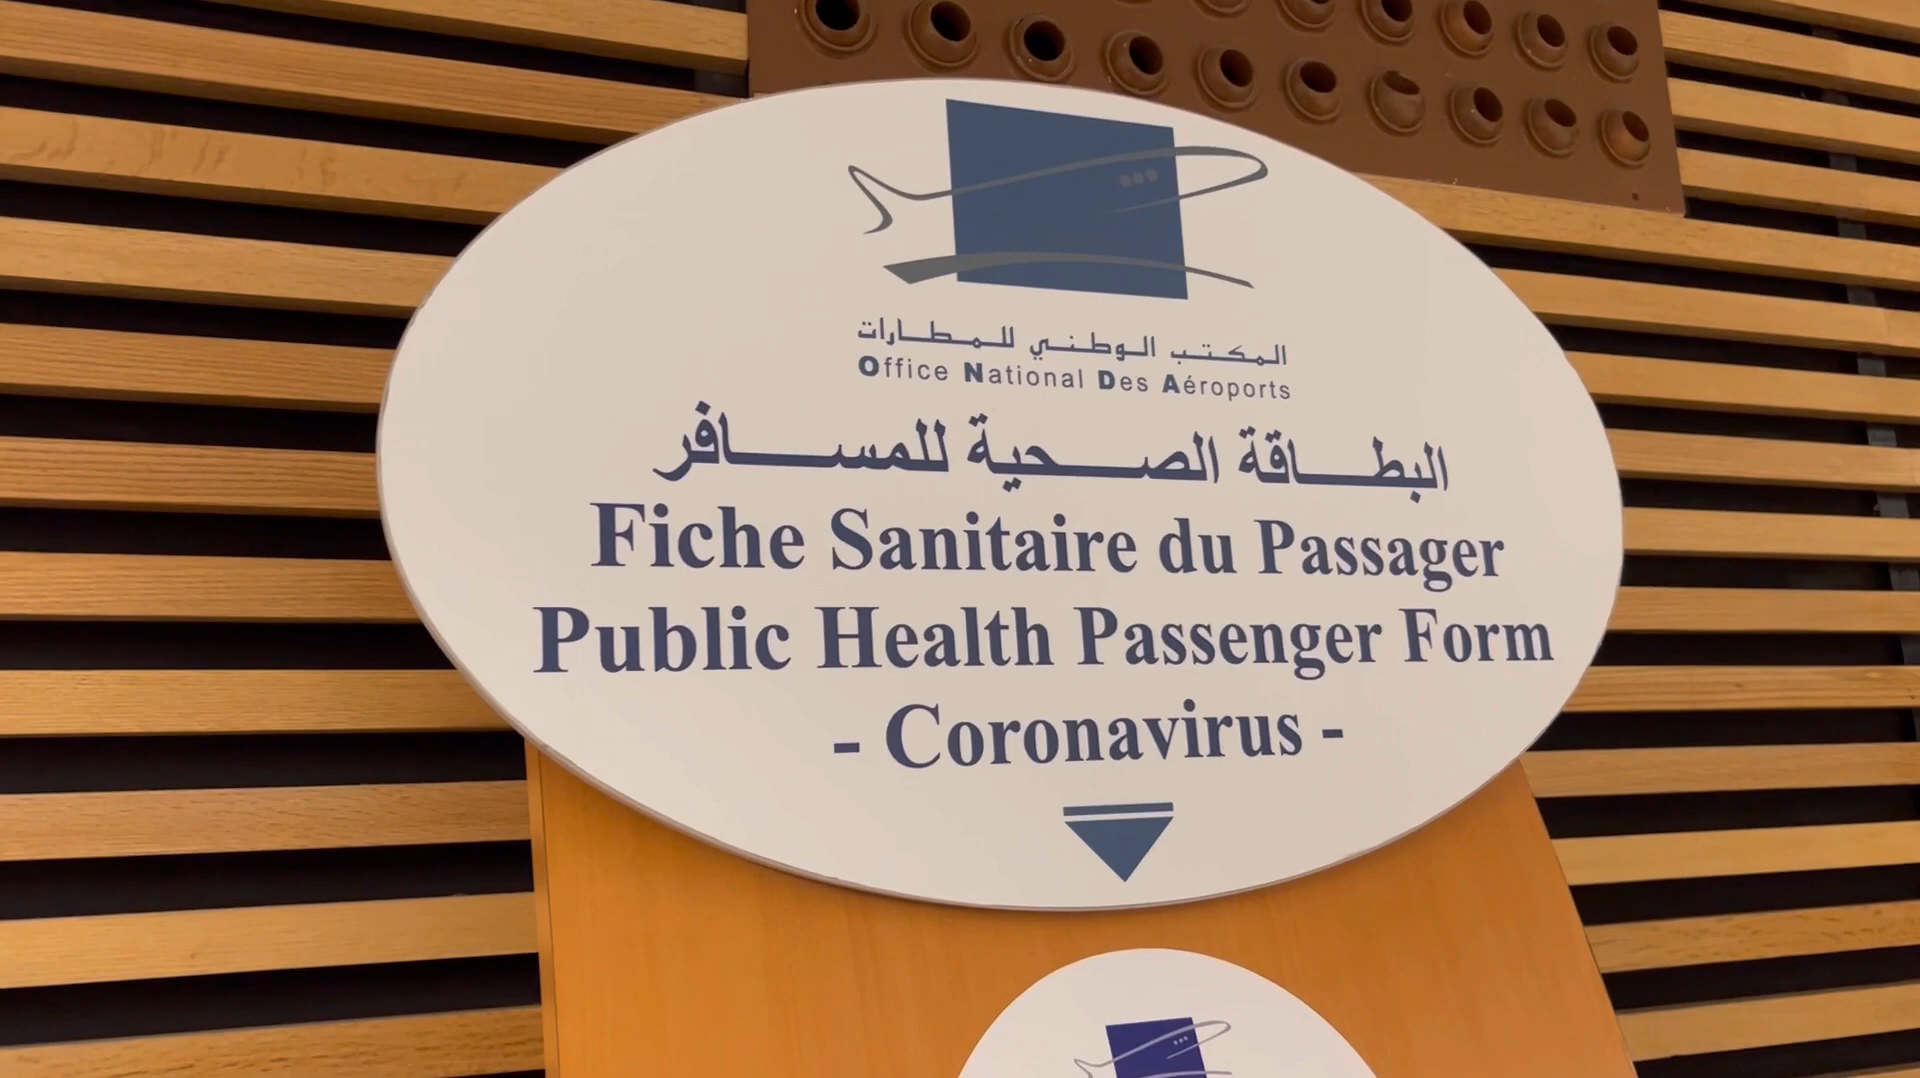 المكتب الوطني للمطارات
Office National Des Aéroports
البطاقة الصحية للمسافر
Fiche Sanitaire du Passager
Public Health Passenger Form
- Coronavirus -